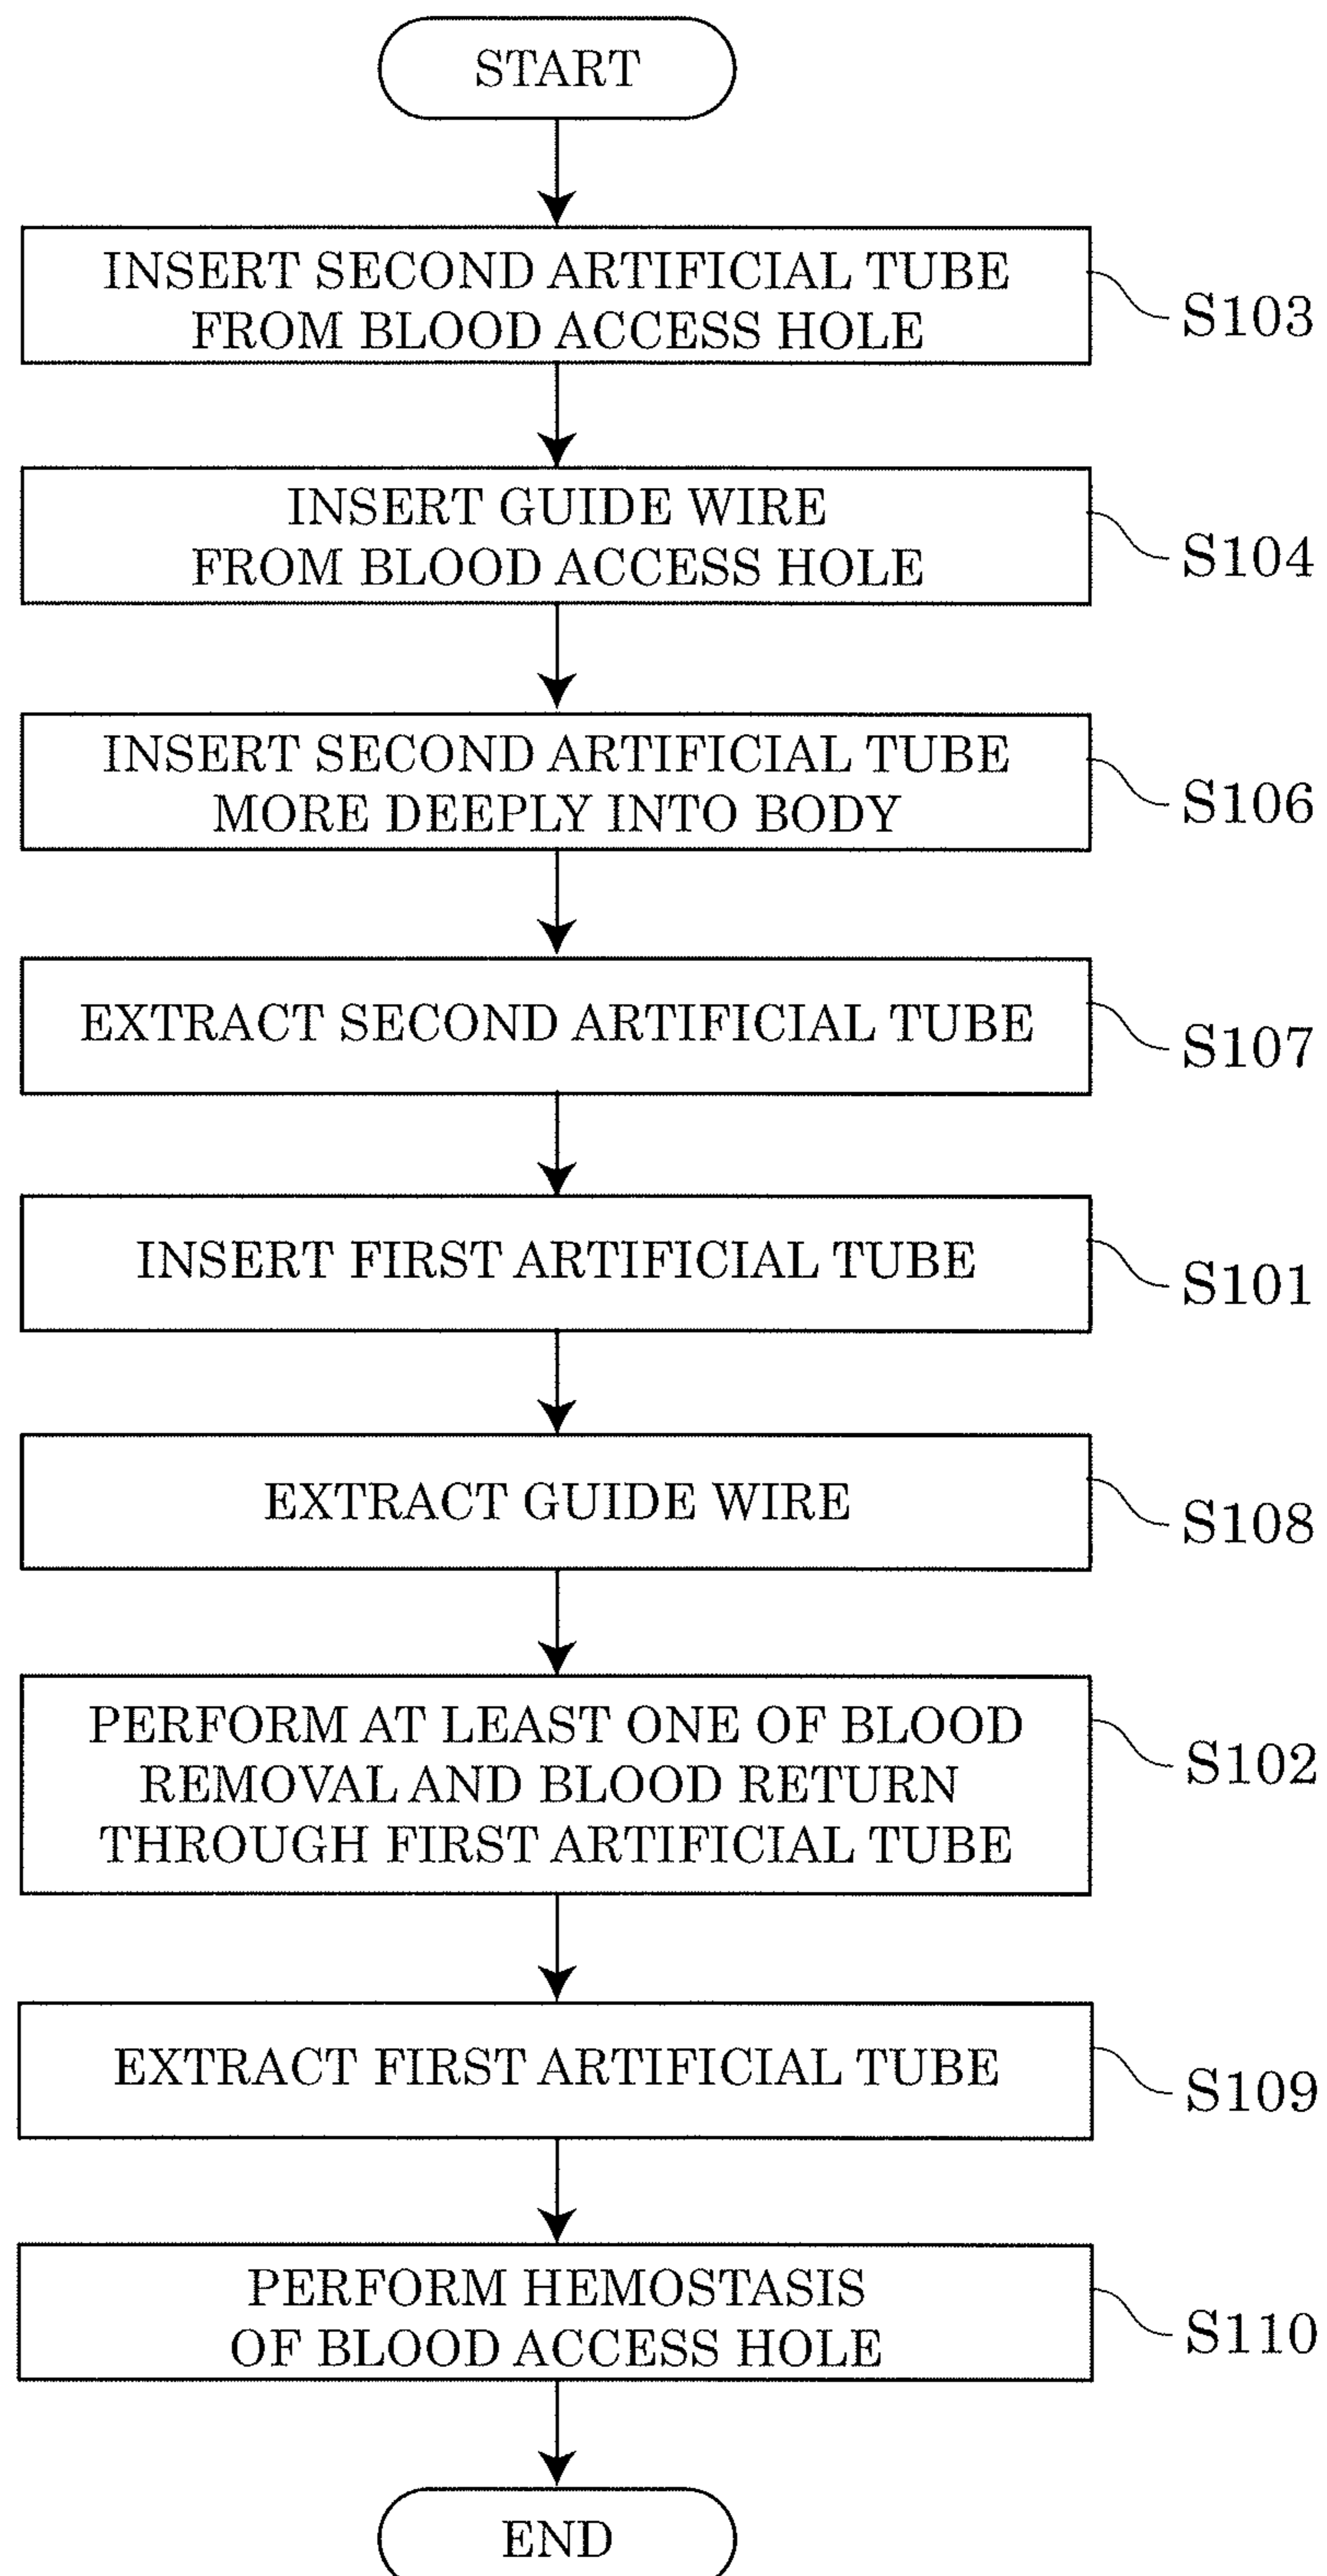 START
INSERT SECOND ARTIFICIAL TUBE
FROM BLOOD ACCESS HOLE
S103
INSERT GUIDE WIRE
FROM BLOOD ACCESS HOLE
S104
INSERT SECOND ARTIFICIAL TUBE
MORE DEEPLY INTO BODY
S106
EXTRACT SECOND ARTIFICIAL TUBE
S107
INSERT FIRST ARTIFICIAL TUBE
S101
EXTRACT GUIDE WIRE
S108
PERFORM AT LEAST ONE OF BLOOD
REMOVAL AND BLOOD RETURN
THROUGH FIRST ARTIFICIAL TUBE
S102
EXTRACT FIRST ARTIFICIAL TUBE
S109
PERFORM HEMOSTASIS
OF BLOOD ACCESS HOLE
S110
END